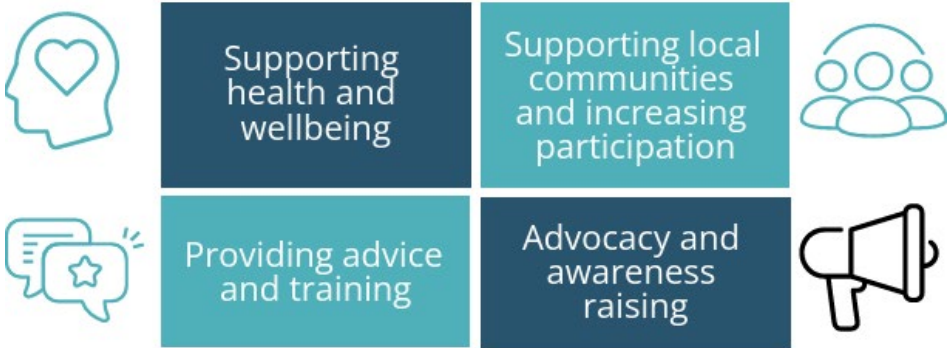 Supporting
health and
wellbeing
Supporting local
communities
and increasing
participation
Providing advice
and training
Advocacy and
awareness
raising